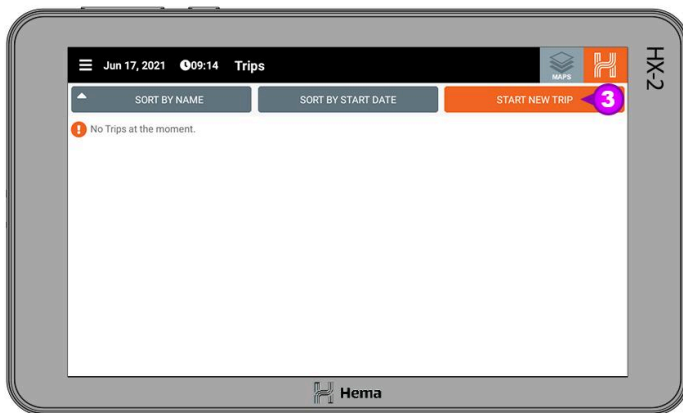 Jun 17, 2021 09:14 Trips
MAPS
SORT BY NAME SORT BY START DATE START NEW TRIP 3
No Trips at the moment.
HX-2
Hema